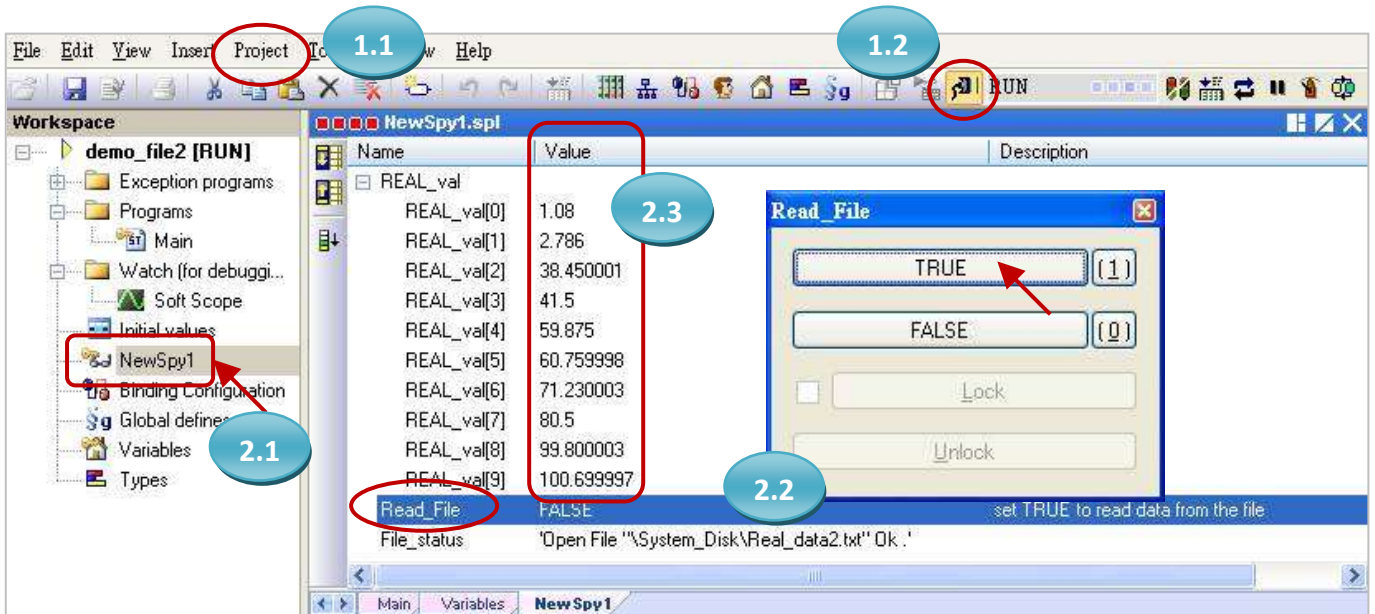 File Edit View Insert Project To 1.1 w Help 1.2
RUN
Workspace NewSpy1.spl
demo_file2 [RUN] Name Value Description
Exception programs REAL_val
Programs REAL_val[0] 1.08 2.3 Read_File
Main REAL_val[1] 2.786
Watch (for debuggi... REAL_val[2] 38.450001 TRUE (1)
Soft Scope REAL_val[3] 41.5
Initial values REAL_val[4] 59.875 FALSE (0)
NewSpy1 REAL_val[5] 60.759998
Binding Configuration REAL_val[6] 71.230003 Lock
Global defines REAL_val[7] 80.5
Variables 2.1 REAL_val[8] 99.800003 Unlock
Types REAL_val[9] 100.699997 2.2
Read_File FALSE set TRUE to read data from the file
File_status 'Open File "\System_Disk\Real_data2.txt" Ok .'
Main Variables NewSpy1